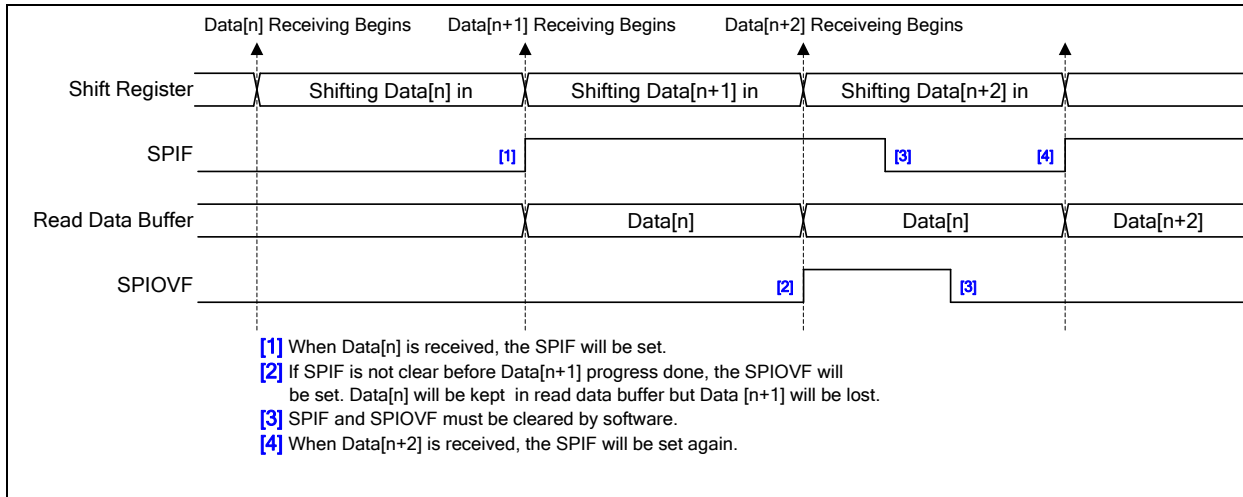 Data[n] Receiving Begins Data[n+1] Receiving Begins Data[n+2] Receiveing Begins
Shift Register Shifting Data[n] in Shifting Data[n+1] in Shifting Data[n+2] in
SPIF [1] [3] [4]
Read Data Buffer Data[n] Data[n] Data[n+2]
SPIOVF [2] [3]
[1] When Data[n] is received, the SPIF will be set.
[2] If SPIF is not clear before Data[n+1] progress done, the SPIOVF will
be set. Data[n] will be kept in read data buffer but Data [n+1] will be lost.
[3] SPIF and SPIOVF must be cleared by software.
[4] When Data[n+2] is received, the SPIF will be set again.